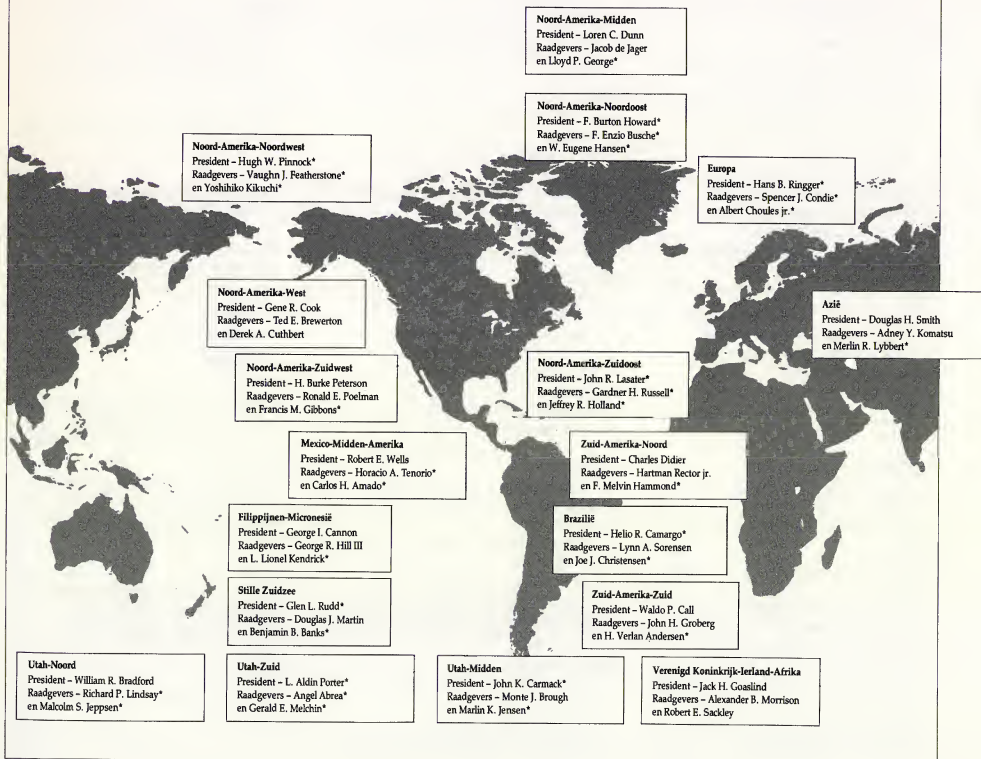 Noord-Amerika-Midden
President – Loren C. Dunn
Raadgevers – Jacob de Jager
en Lloyd P. George*
Noord-Amerika-Noordoost
President – F. Burton Howard*
Raadgevers – F. Enzio Busche*
en W. Eugene Hansen*
Noord-Amerika-Noordwest
President – Hugh W. Pinnock*
Raadgevers – Vaughn J. Featherstone*
en Yoshihiko Kikuchi*
Europa
President – Hans B. Ringger*
Raadgevers – Spencer J. Condie*
en Albert Choules jr.*
Noord-Amerika-West
President – Gene R. Cook
Raadgevers – Ted E. Brewerton
en Derek A. Cuthbert
Azië
President – Douglas H. Smith
Raadgevers – Adney Y. Komatsu
en Merlin R. Lybbert*
Noord-Amerika-Zuidwest
President – H. Burke Peterson
Raadgevers – Ronald E. Poelman
en Francis M. Gibbons*
Noord-Amerika-Zuidoost
President – John R. Lasater*
Raadgevers – Gardner H. Russell*
en Jeffrey R. Holland*
Mexico-Midden-Amerika
President – Robert E. Wells
Raadgevers – Horacio A. Tenorio*
en Carlos H. Amado*
Zuid-Amerika-Noord
President – Charles Didier
Raadgevers – Hartman Rector jr.
en F. Melvin Hammond*
Filippijnen-Micronesië
President – George I. Cannon
Raadgevers – George R. Hill III
en L. Lionel Kendrick*
Brazilië
President – Helio R. Camargo*
Raadgevers – Lynn A. Sorensen
en Joe J. Christensen*
Stille Zuidzee
President – Glen L. Rudd*
Raadgevers – Douglas J. Martin
en Benjamin B. Banks*
Zuid-Amerika-Zuid
President – Waldo P. Call
Raadgevers – John H. Groberg
en H. Verlan Andersen*
Utah-Noord
President – William R. Bradford
Raadgevers – Richard P. Lindsay*
en Malcolm S. Jeppsen*
Utah-Zuid
President – L. Aldin Porter*
Raadgevers – Angel Abrea*
en Gerald E. Melchin*
Utah-Midden
President – John K. Carmack*
Raadgevers – Monte J. Brough
en Marlin K. Jensen*
Verenigd Koninkrijk-Ierland-Afrika
President – Jack H. Goaslind
Raadgevers – Alexander B. Morrison
en Robert E. Sackley